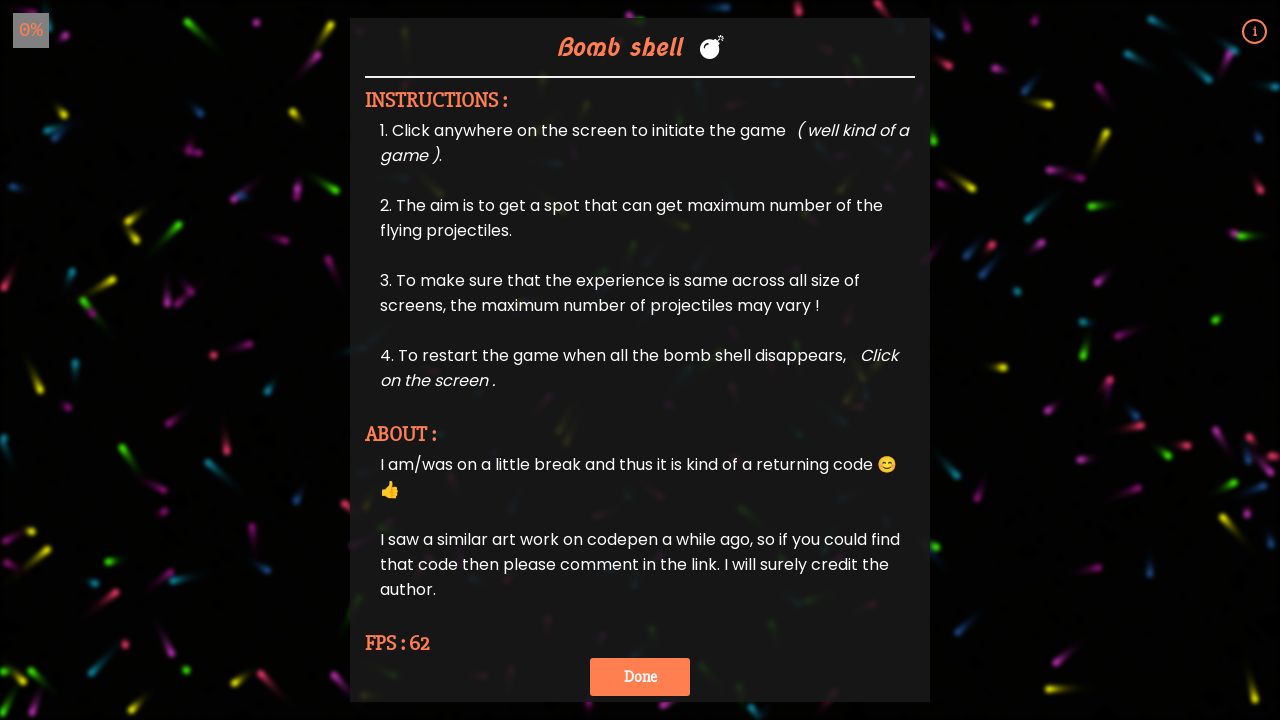 0%
i
Bomb shell 💣
INSTRUCTIONS :
1. Click anywhere on the screen to initiate the game ( well kind of a
game ).
2. The aim is to get a spot that can get maximum number of the
flying projectiles.
3. To make sure that the experience is same across all size of
screens, the maximum number of projectiles may vary !
4. To restart the game when all the bomb shell disappears, Click
on the screen .
ABOUT :
I am/was on a little break and thus it is kind of a returning code 😊
👍
I saw a similar art work on codepen a while ago, so if you could find
that code then please comment in the link. I will surely credit the
author.
FPS : 62
Done